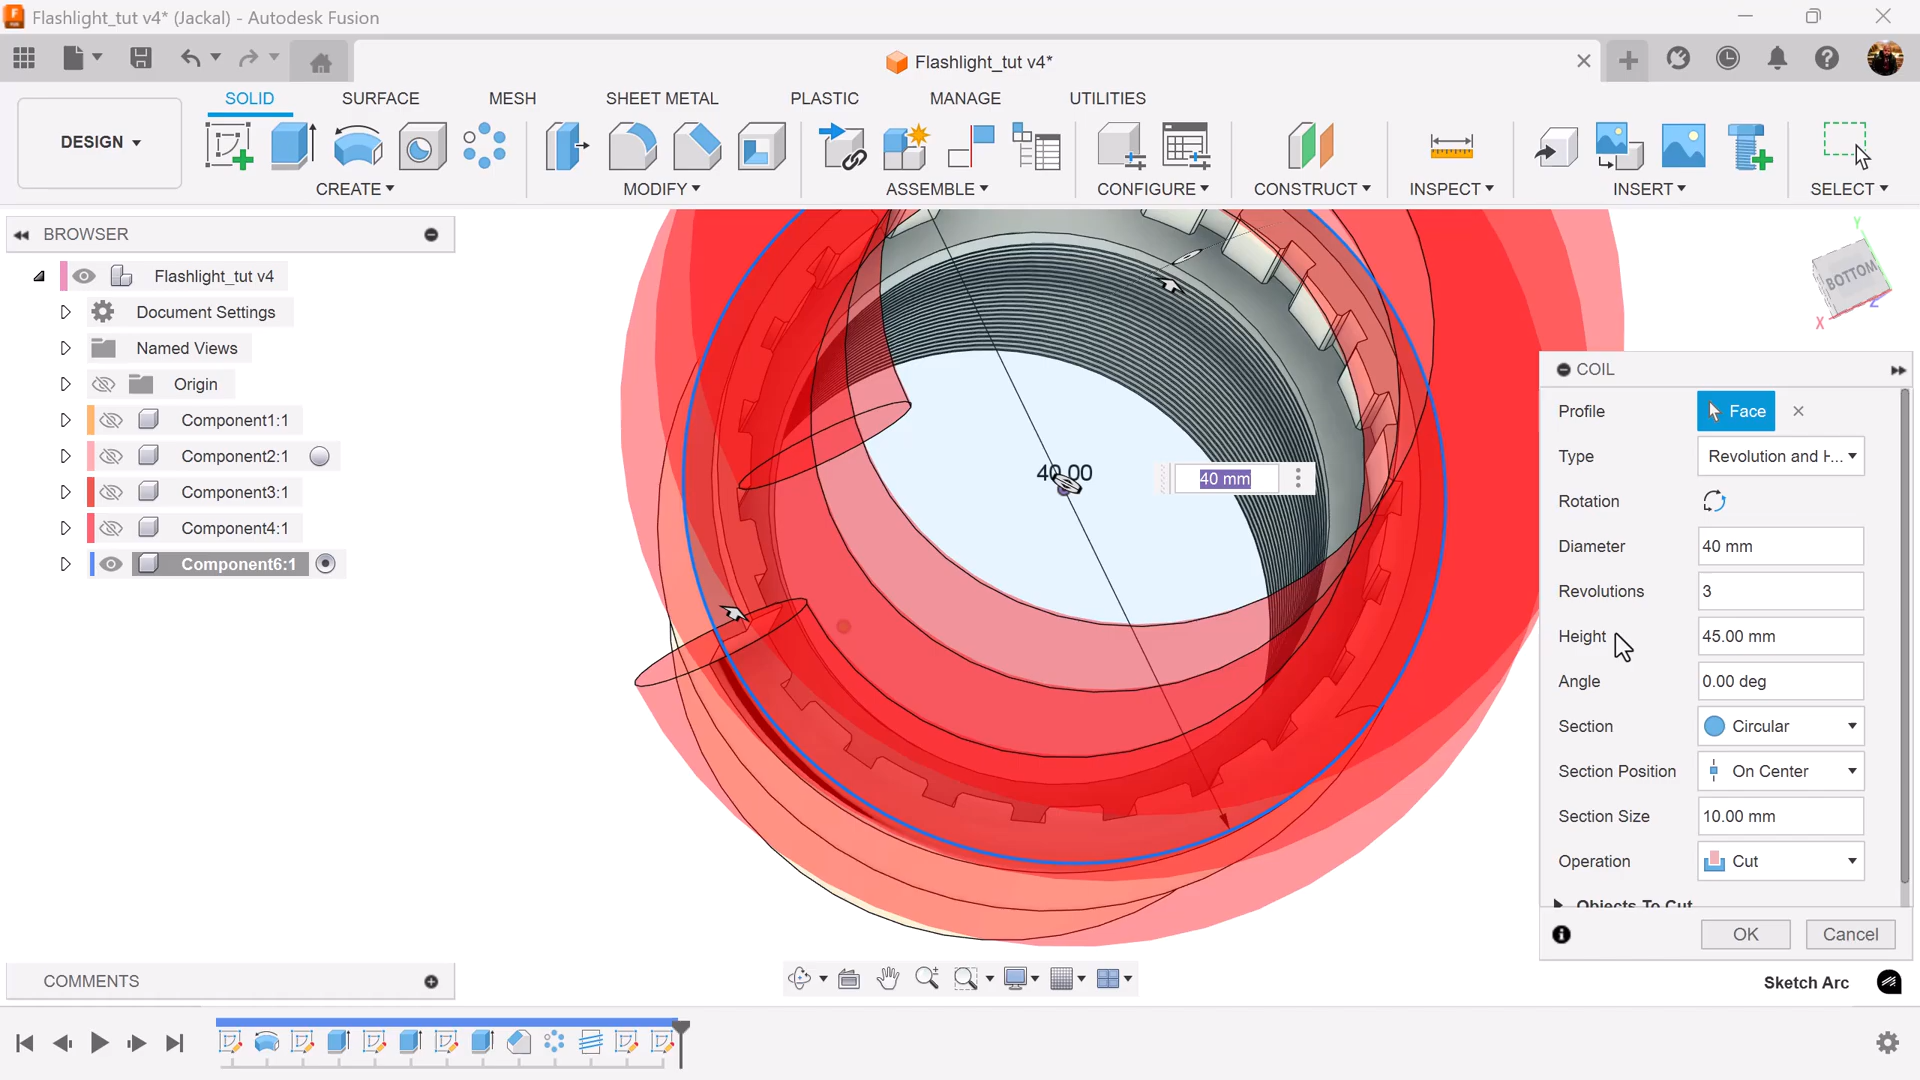 Flashlight_tut v4* (Jackal) - Autodesk Fusion
Flashlight_tut v4*
DESIGN
SOLID SURFACE MESH SHEET METAL PLASTIC MANAGE UTILITIES
CREATE MODIFY ASSEMBLE CONFIGURE CONSTRUCT INSPECT INSERT SELECT
BROWSER
Flashlight_tut v4
Document Settings
Named Views
Origin
Component1:1
Component2:1
Component3:1
Component4:1
Component6:1
40.00
40 mm
Y
BOTTOM
X
Z
COIL
Profile Face
Type Revolution and H...
Rotation
Diameter 40 mm
Revolutions 3
Height 45.00 mm
Angle 0.00 deg
Section Circular
Section Position On Center
Section Size 10.00 mm
Operation Cut
Objects To Cut
OK Cancel
COMMENTS
Sketch Arc